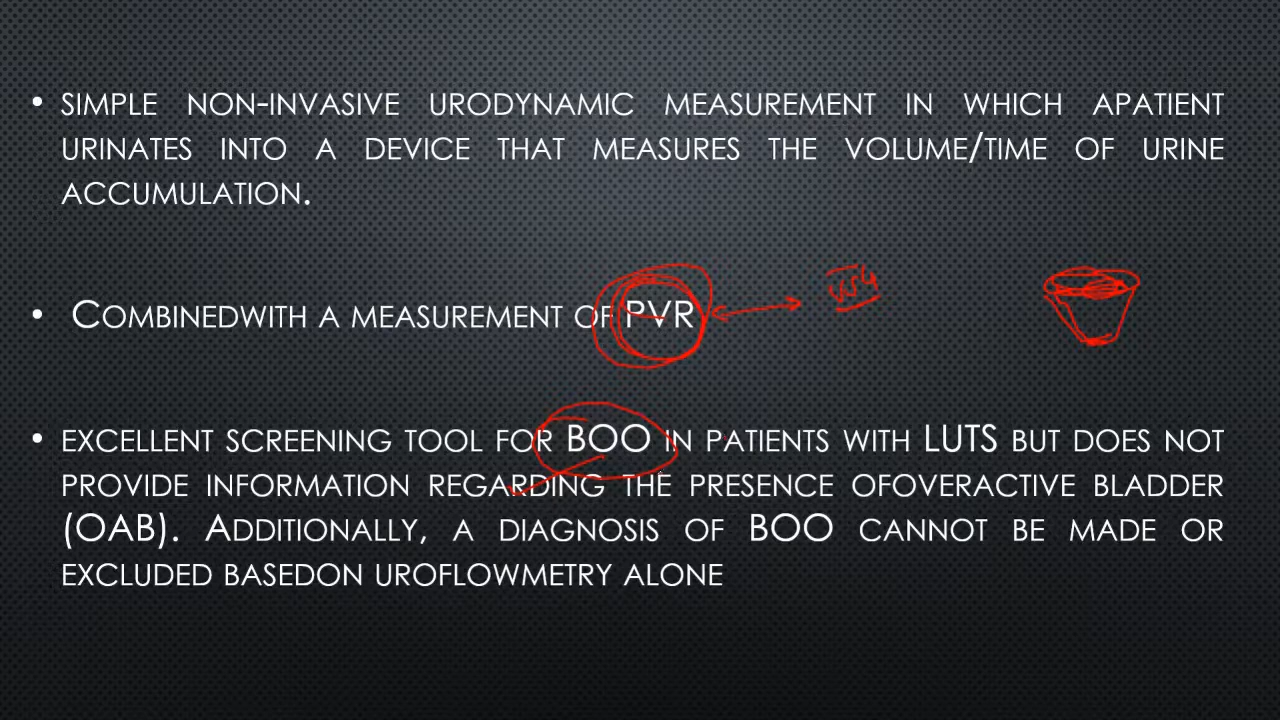 • SIMPLE NON-INVASIVE URODYNAMIC MEASUREMENT IN WHICH APATIENT
URINATES INTO A DEVICE THAT MEASURES THE VOLUME/TIME OF URINE
ACCUMULATION.
• COMBINEDWITH A MEASUREMENT OF PVR
• EXCELLENT SCREENING TOOL FOR BOO IN PATIENTS WITH LUTS BUT DOES NOT
PROVIDE INFORMATION REGARDING THE PRESENCE OFOVERACTIVE BLADDER
(OAB). ADDITIONALLY, A DIAGNOSIS OF BOO CANNOT BE MADE OR
EXCLUDED BASEDON UROFLOWMETRY ALONE